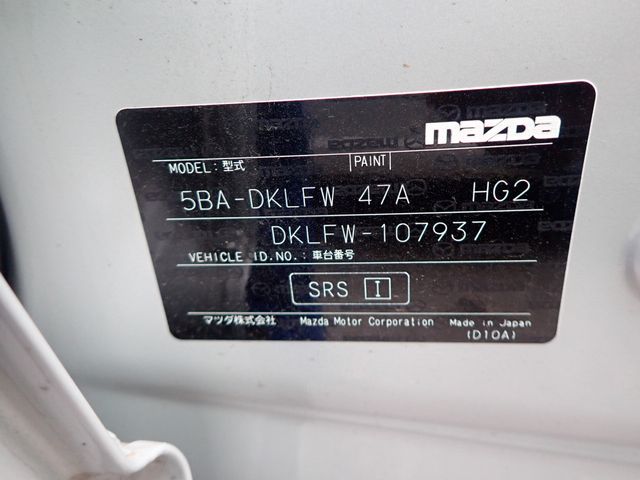 mazda
MODEL:型式 PAINT
5BA-DKLFW 47A HG2
DKLFW-107937
VEHICLE ID.NO.:車台番号
SRS I
マツダ株式会社 Mazda Motor Corporation Made in Japan
(D10A)